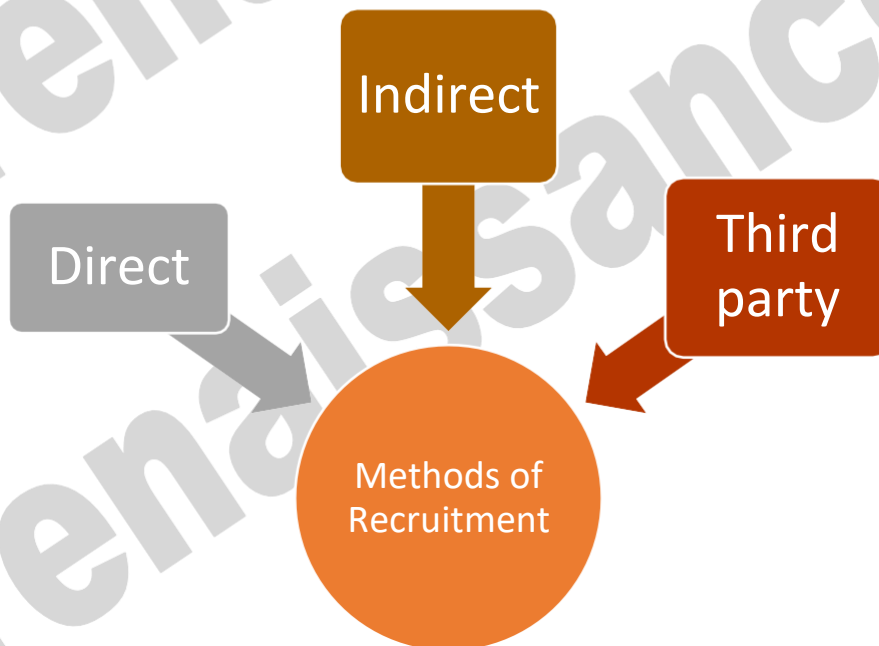 Indirect
Direct
Third
party
Methods of
Recruitment